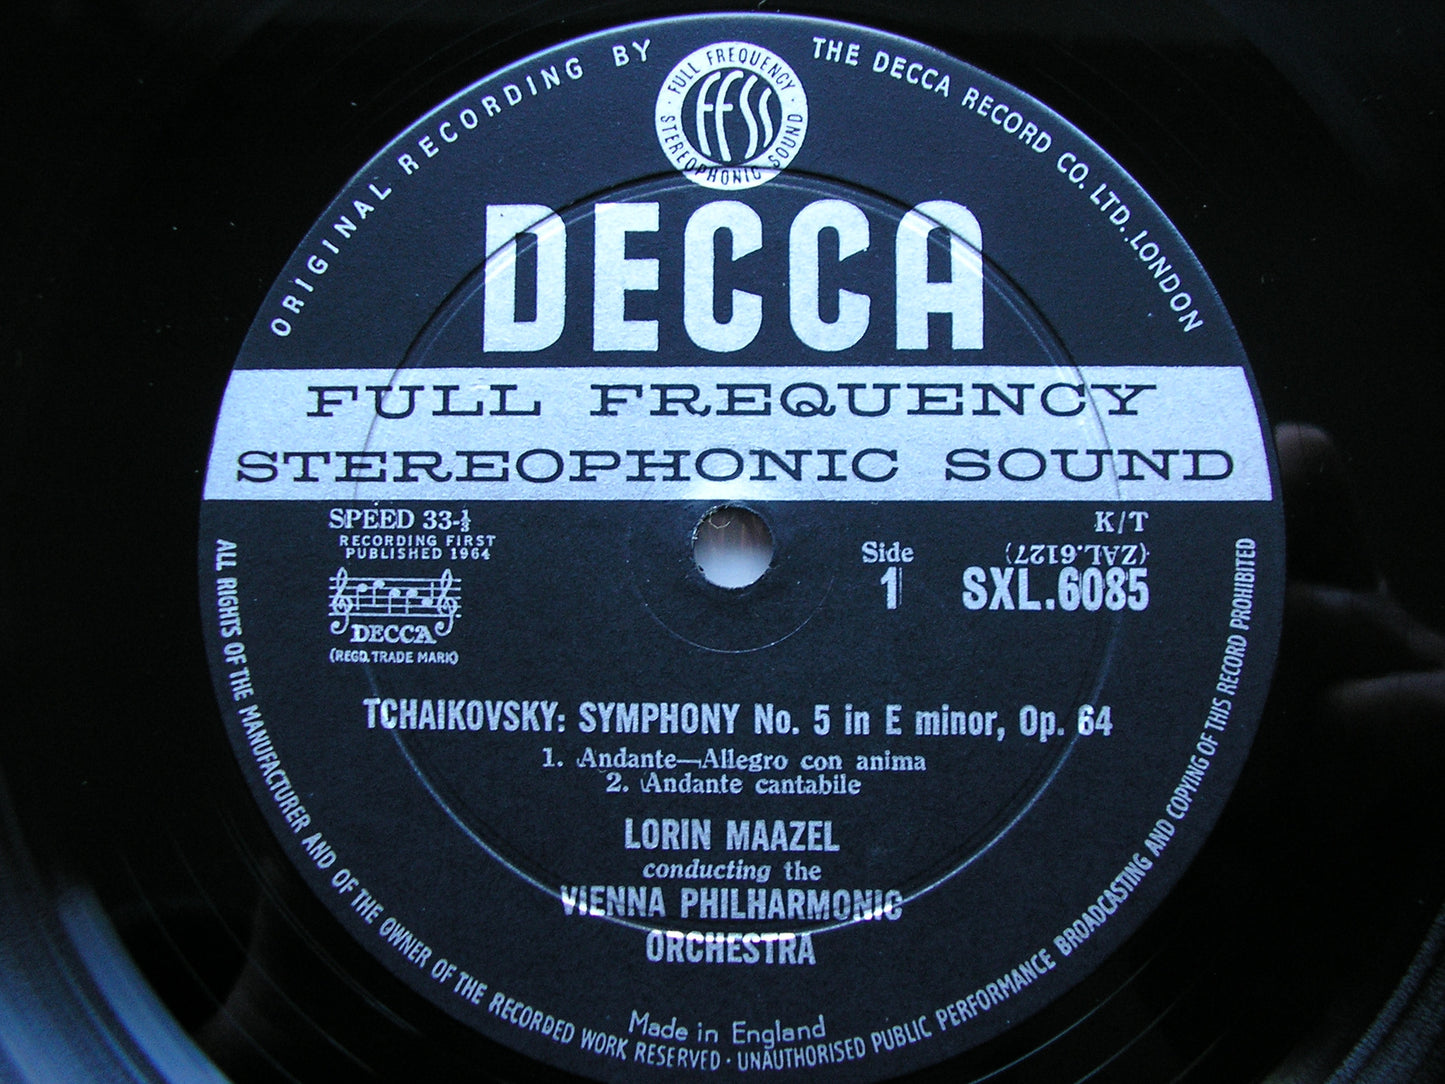 ORIGINAL RECORDING BY THE DECCA RECORD CO. LTD. LONDON
FULL FREQUENCY
FFSS
STEREOPHONIC SOUND
DECCA
FULL FREQUENCY
STEREOPHONIC SOUND
SPEED 33-⅓
RECORDING FIRST
PUBLISHED 1964
DECCA
(REGD. TRADE MARK)
K/T
(ZAL.6127)
Side
1
SXL.6085
TCHAIKOVSKY: SYMPHONY No. 5 in E minor, Op. 64
1. Andante—Allegro con anima
2. Andante cantabile
LORIN MAAZEL
conducting the
VIENNA PHILHARMONIC
ORCHESTRA
Made in England
ALL RIGHTS OF THE MANUFACTURER AND OF THE OWNER OF THE RECORDED WORK RESERVED · UNAUTHORISED PUBLIC PERFORMANCE BROADCASTING AND COPYING OF THIS RECORD PROHIBITED